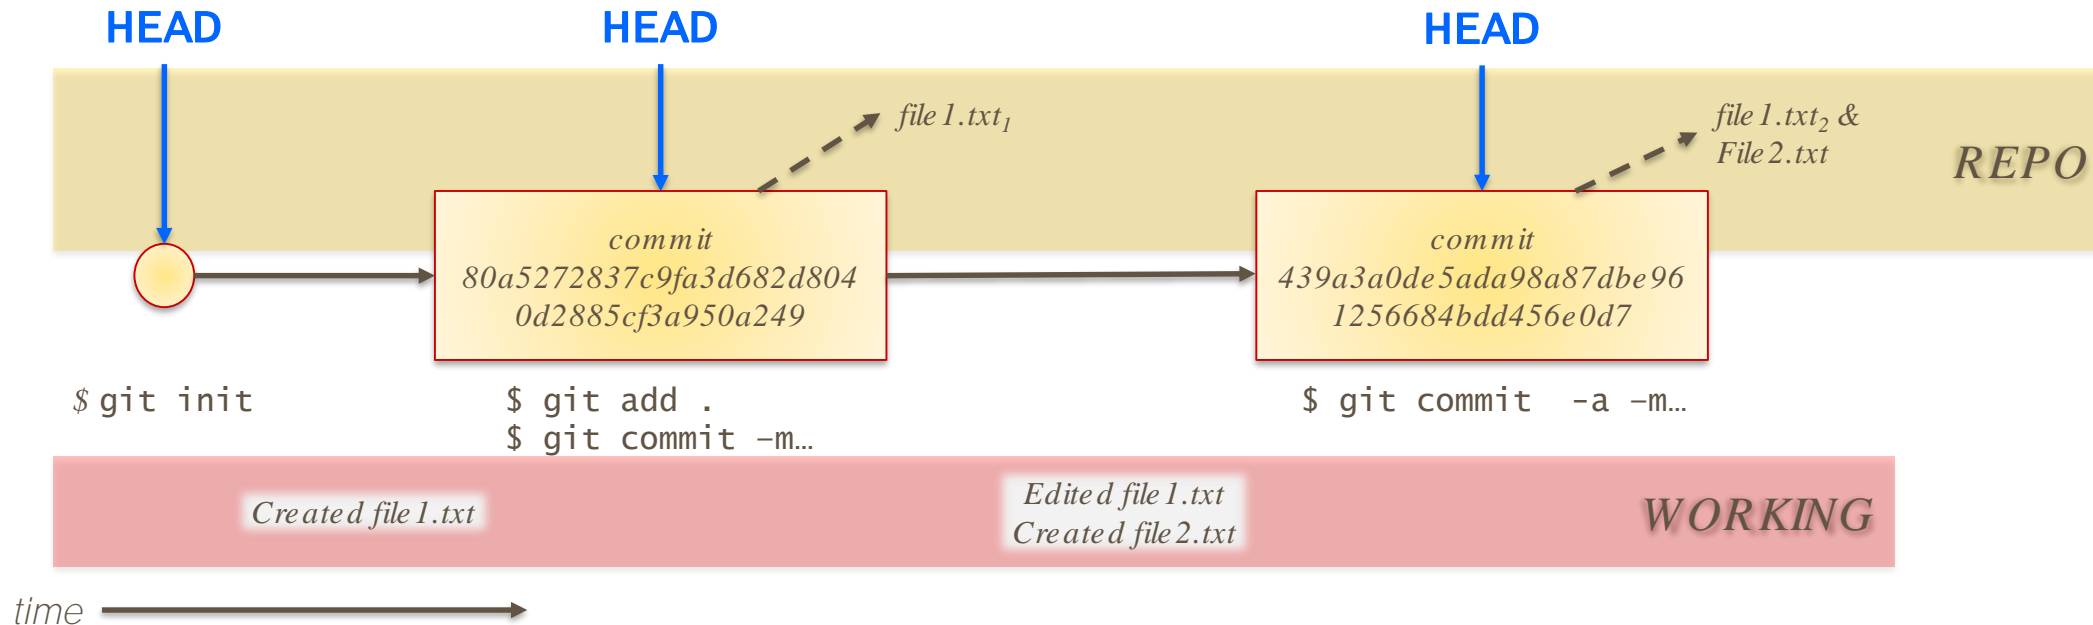 HEAD
HEAD
HEAD
file1.txt1
file1.txt2 &
File2.txt
REPO
commit
80a5272837c9fa3d682d804
0d2885cf3a950a249
commit
439a3a0de5ada98a87dbe96
1256684bdd456e0d7
$ git init
$ git add .
$ git commit –m…
$ git commit -a –m…
Created file1.txt
Edited file1.txt
Created file2.txt
WORKING
time